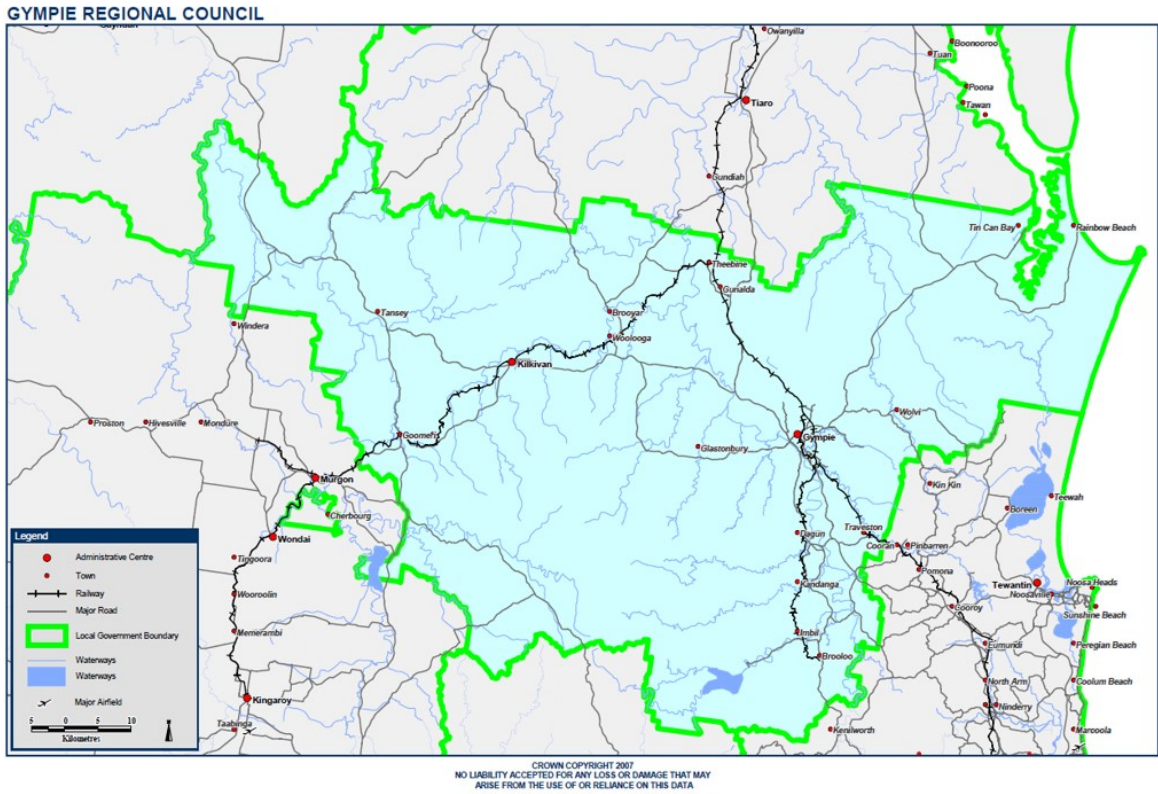 GYMPIE REGIONAL COUNCIL
Owanyilla
Boonooroo
Tuan
Poona
Tawan
Tiaro
Gundiah
Tin Can Bay
Rainbow Beach
Theebine
Gunalda
Tansey
Brooyar
Windera
Woolooga
Kilkivan
Wolvi
Proston
Hivesville
Mondure
Goomeri
Gympie
Glastonbury
Murgon
Kin Kin
Teewah
Boreen
Cherbourg
Wondai
Traveston
Dagun
Cooran
Pinbarren
Tingoora
Pomona
Tewantin
Noosa Heads
Kandanga
Wooroolin
Noosaville
Cooroy
Sunshine Beach
Memerambi
Imbil
Eumundi
Peregian Beach
Brooloo
North Arm
Coolum Beach
Kingaroy
Ninderry
Taabinga
Kenilworth
Marcoola
Legend
Administrative Centre
Town
Railway
Major Road
Local Government Boundary
Waterways
Waterways
Major Airfield
5 0 5 10
Kilometres
CROWN COPYRIGHT 2007
NO LIABILITY ACCEPTED FOR ANY LOSS OR DAMAGE THAT MAY
ARISE FROM THE USE OF OR RELIANCE ON THIS DATA